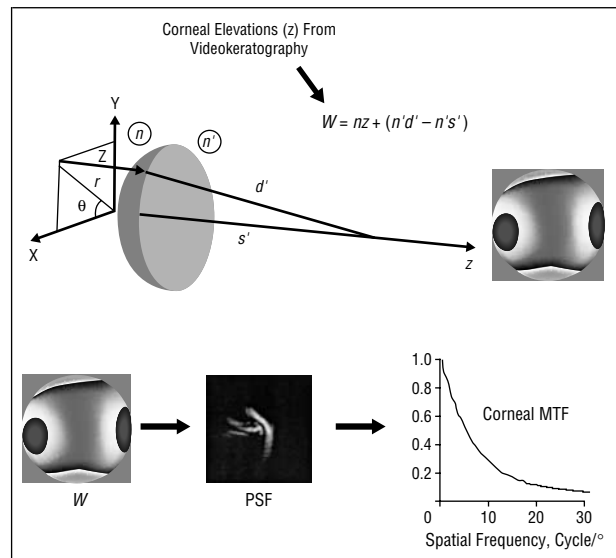 Corneal Elevations (z) From
Videokeratography
W = nz + (n'd' – n's')
Y
n
n'
Z
r
θ
X
d'
s'
z
W
PSF
1.0
0.8
0.6
0.4
0.2
0
10
20
30
Corneal MTF
Spatial Frequency, Cycle/°